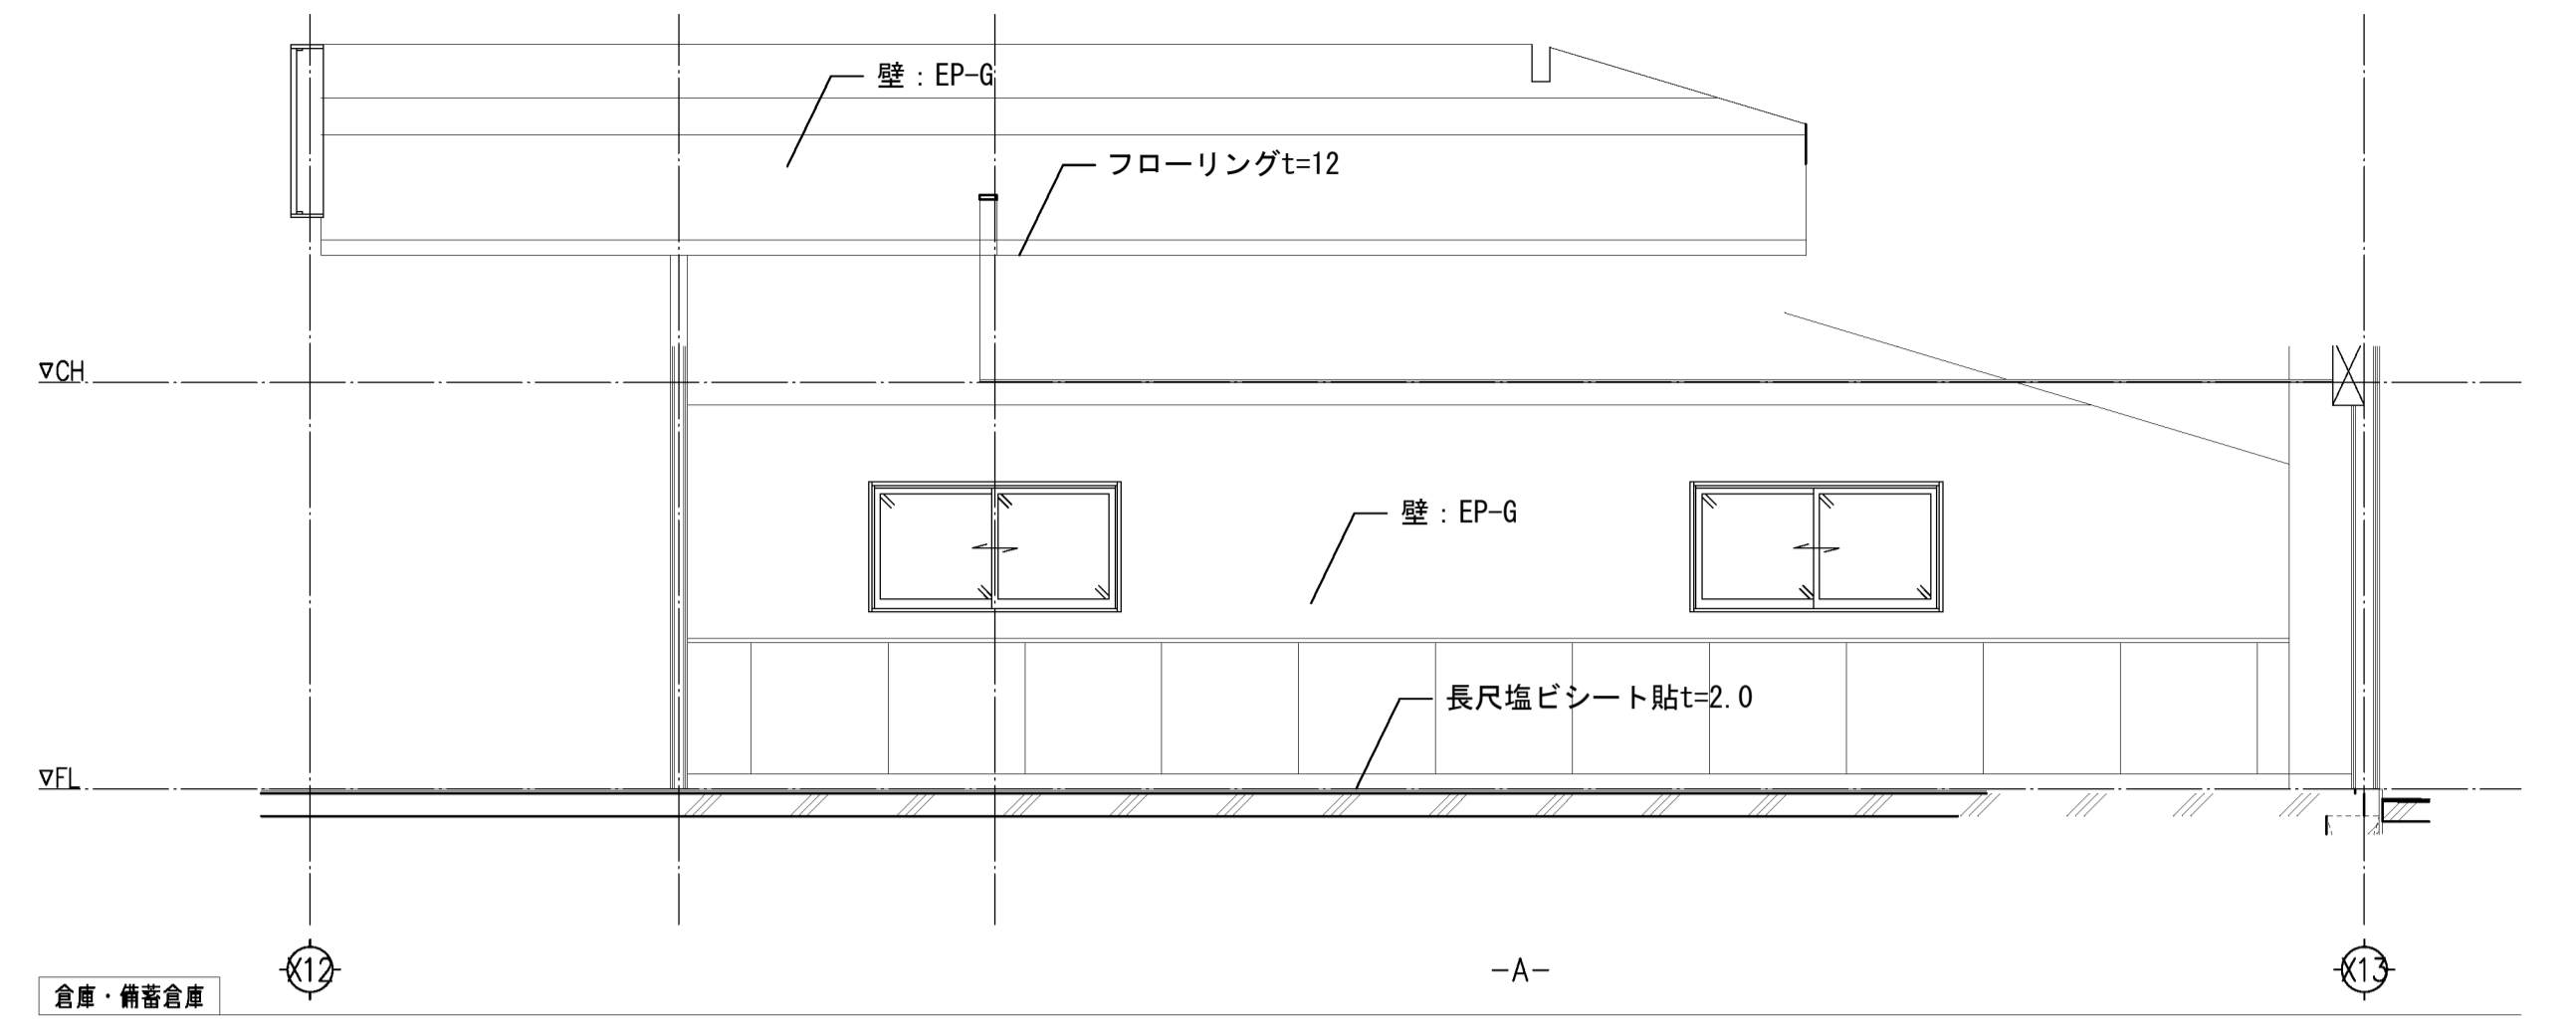 壁：EP-G
フローリングt=12
▽CH
壁：EP-G
長尺塩ビシート貼t=2.0
▽FL
X12
-A-
X13
倉庫・備蓄倉庫